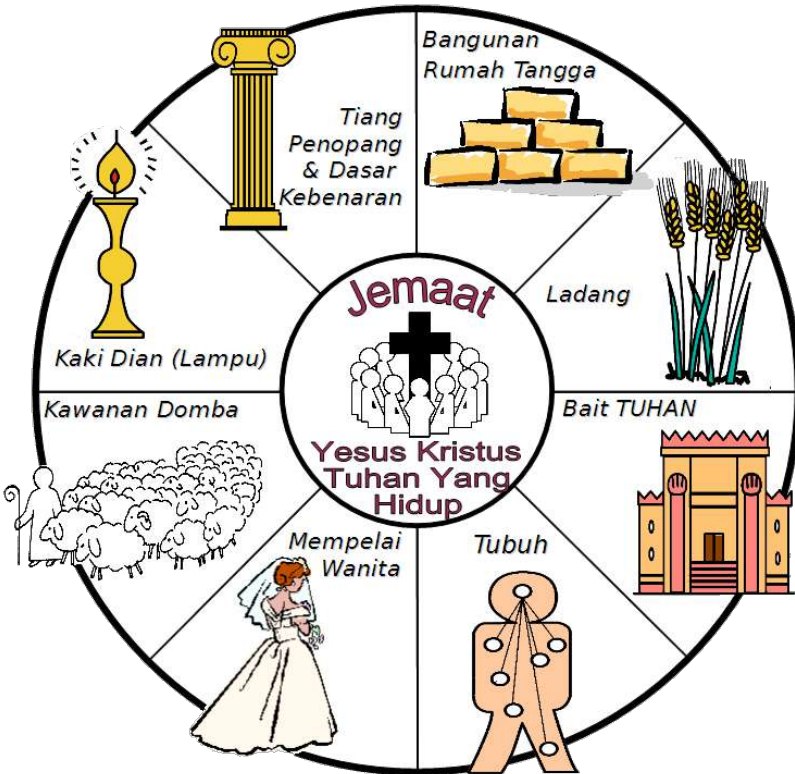 Bangunan
Rumah Tangga
Tiang
Penopang
& Dasar
Kebenaran
Ladang
Kaki Dian (Lampu)
Jemaat
Yesus Kristus
Tuhan Yang
Hidup
Kawanan Domba
Bait TUHAN
Mempelai
Wanita
Tubuh